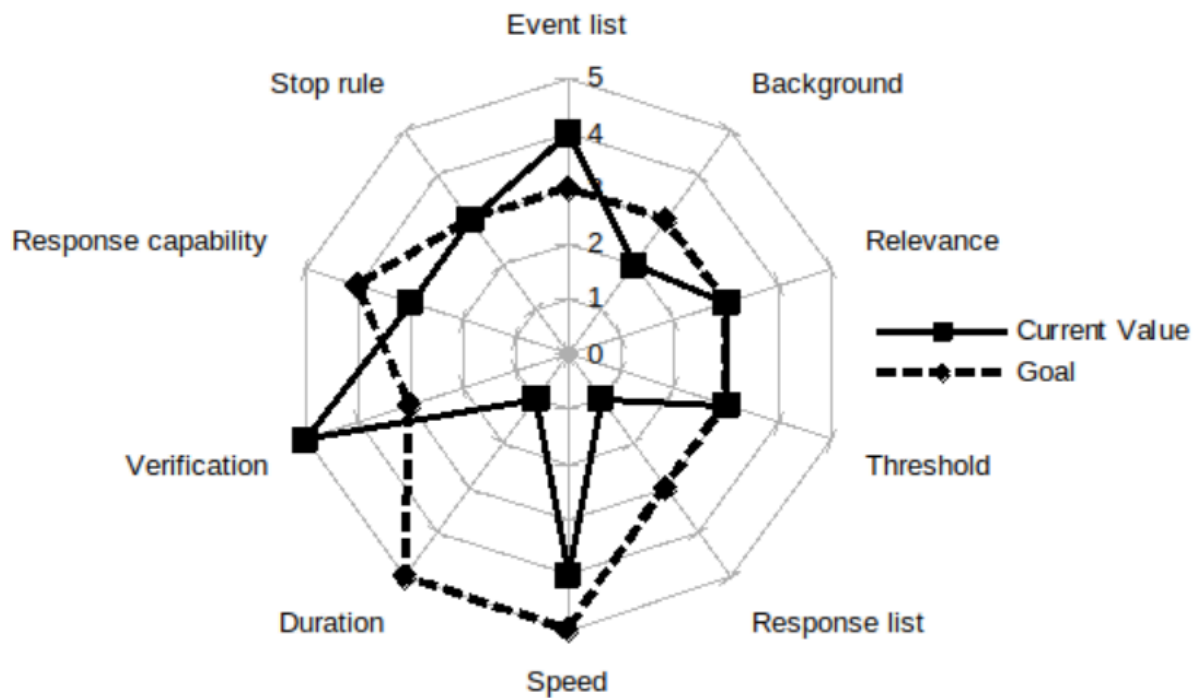 Event list
Stop rule
Background
5
4
3
2
1
0
Response capability
Relevance
Current Value
Goal
Verification
Threshold
Duration
Response list
Speed